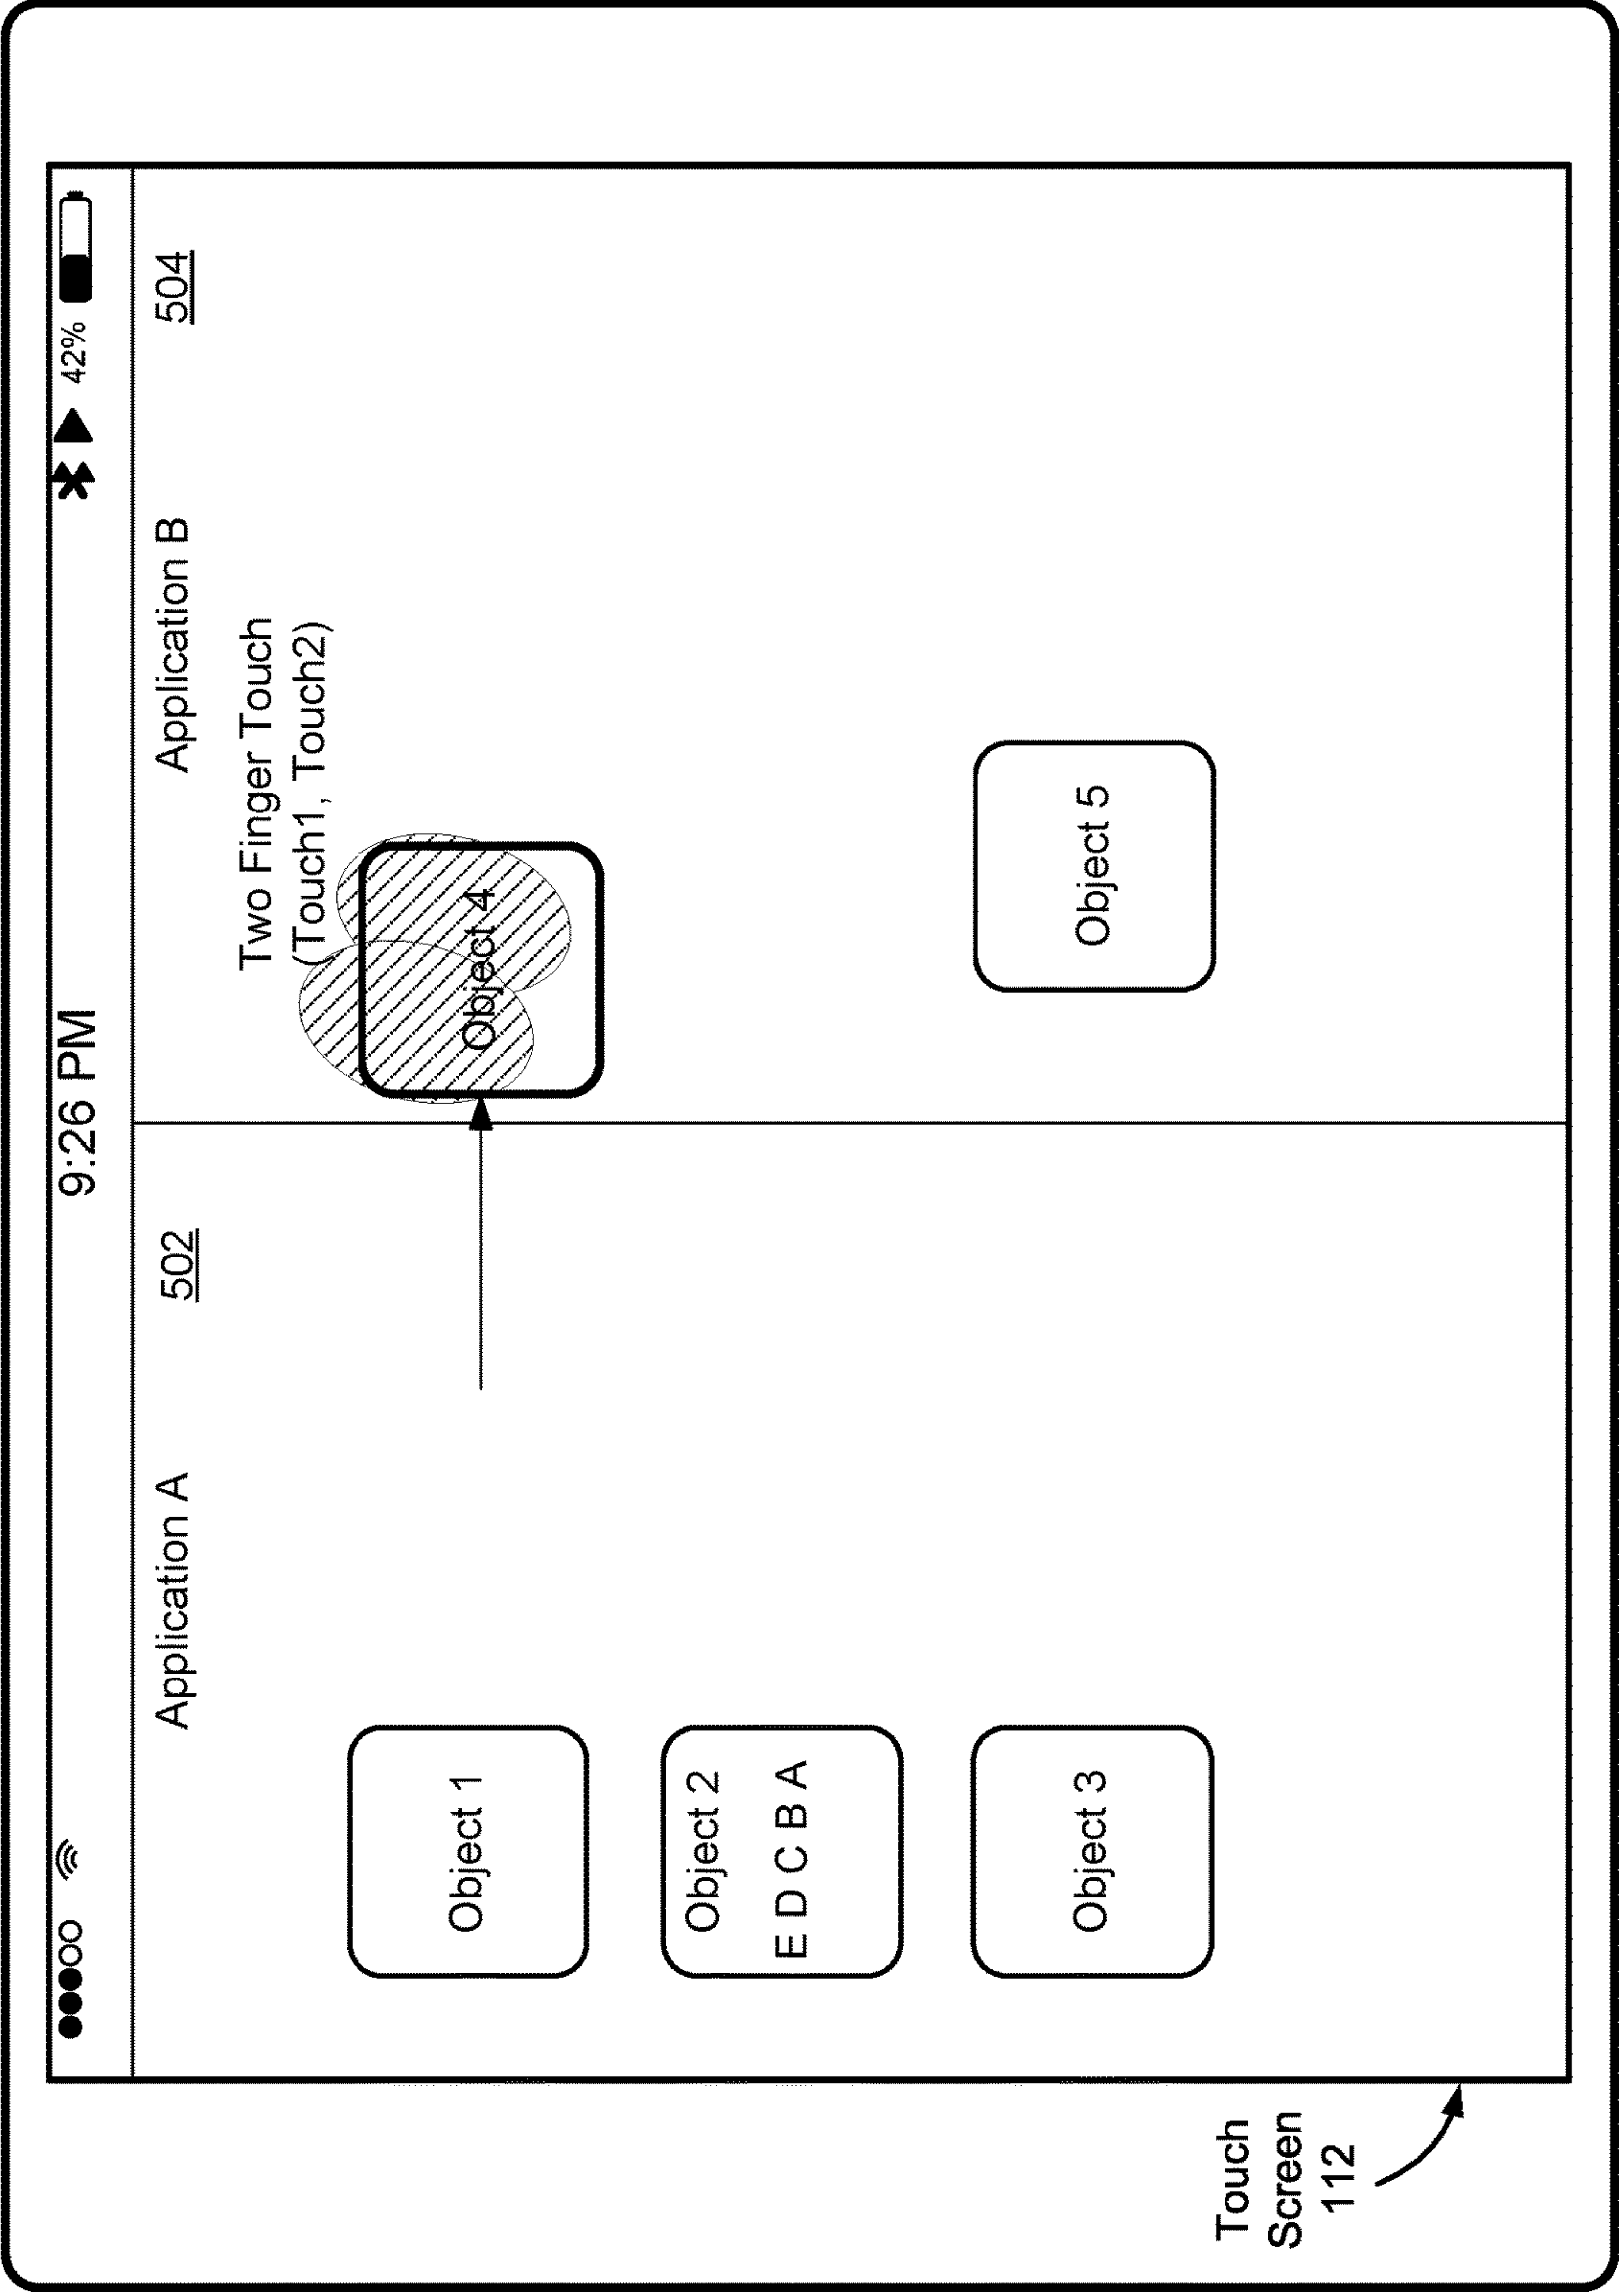 9:26 PM
42%
Application A
502
Application B
504
Two Finger Touch
(Touch1, Touch2)
Object 1
Object 4
Object 2
E D C B A
Object 3
Object 5
Touch
Screen
112